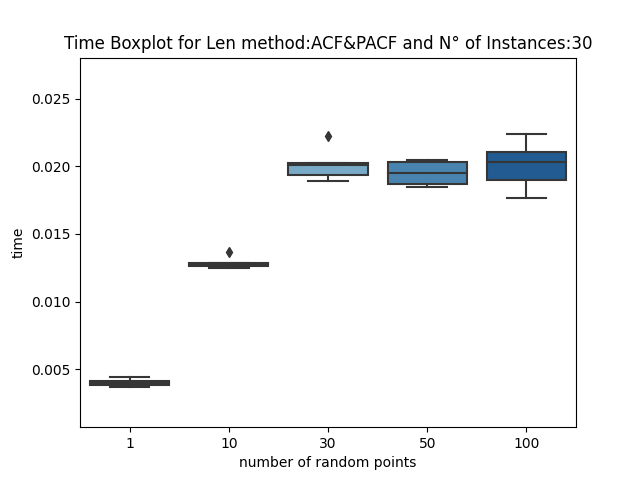 Time Boxplot for Len method:ACF&PACF and N° of Instances:30
0.025
0.020
0.015
0.010
0.005
time
1 10 30 50 100
number of random points